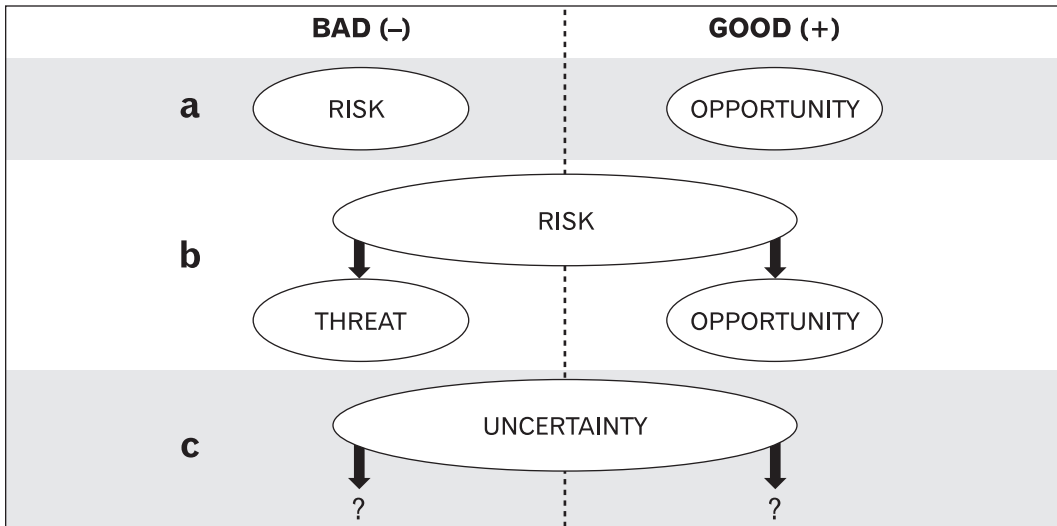 BAD (–) GOOD (+)
a RISK OPPORTUNITY
RISK
b
THREAT OPPORTUNITY
UNCERTAINTY
c
? ?